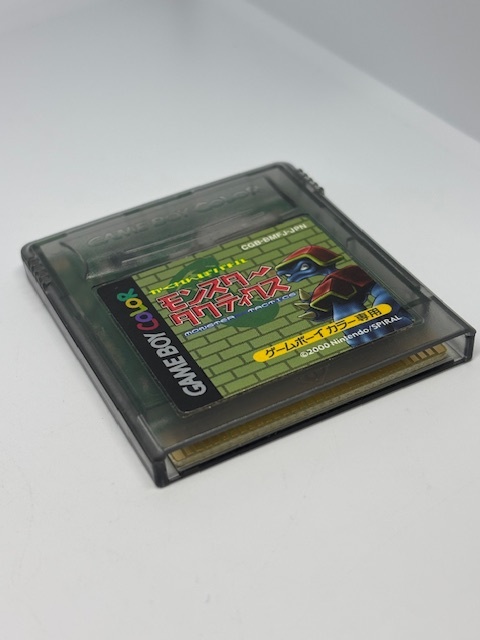 GAME BOY COLOR
CGB-BMFJ-JPN
モンスター
タクティクス
MONSTER TACTICS
ゲームボーイ カラー専用
©2000 Nintendo/SPIRAL
GAME BOY COLOR